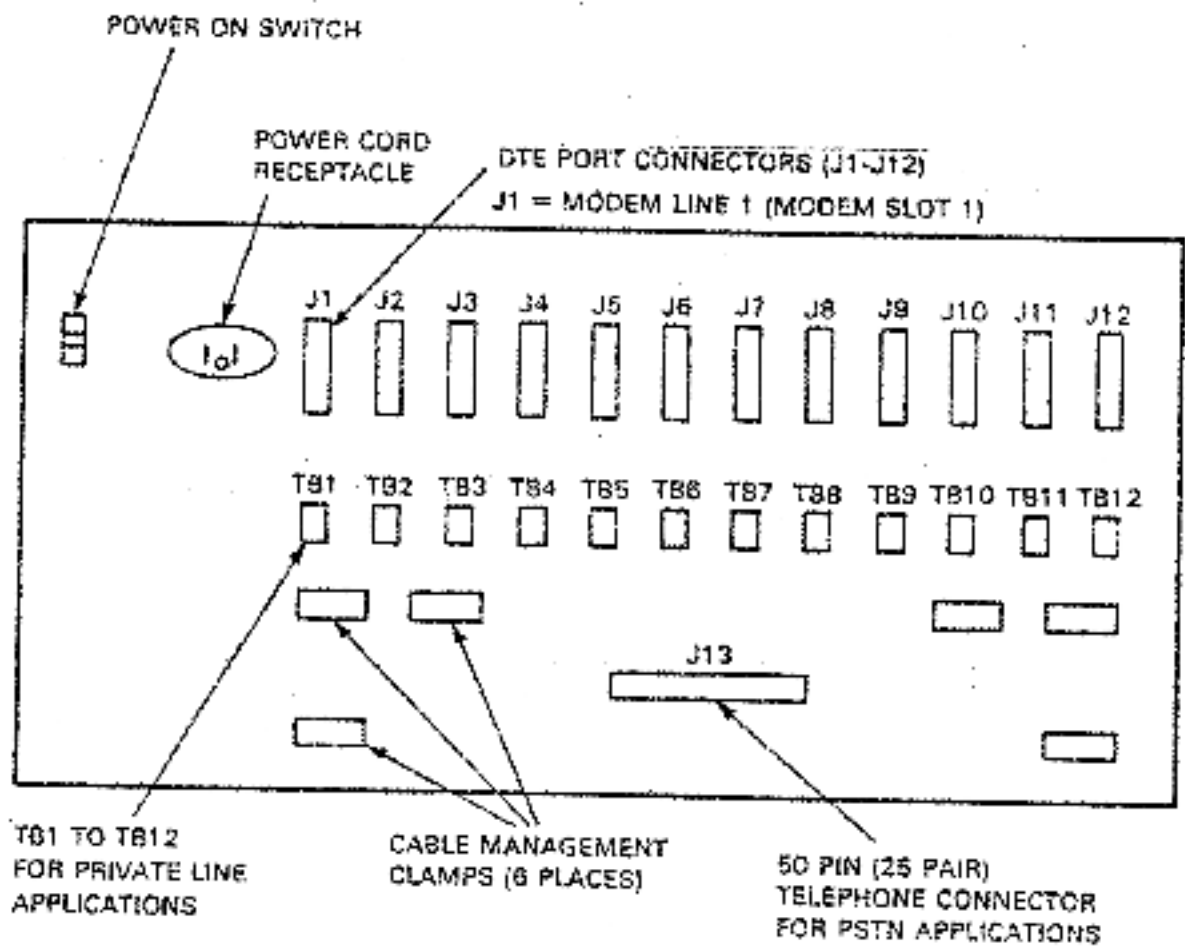 POWER ON SWITCH
POWER CORD
RECEPTACLE
DTE PORT CONNECTORS (J1-J12)
J1 = MODEM LINE 1 (MODEM SLOT 1)
J1 J2 J3 J4 J5 J6 J7 J8 J9 J10 J11 J12
TB1 TB2 TB3 TB4 TB5 TB6 TB7 TB8 TB9 TB10 TB11 TB12
J13
TB1 TO TB12
FOR PRIVATE LINE
APPLICATIONS
CABLE MANAGEMENT
CLAMPS (6 PLACES)
50 PIN (25 PAIR)
TELEPHONE CONNECTOR
FOR PSTN APPLICATIONS